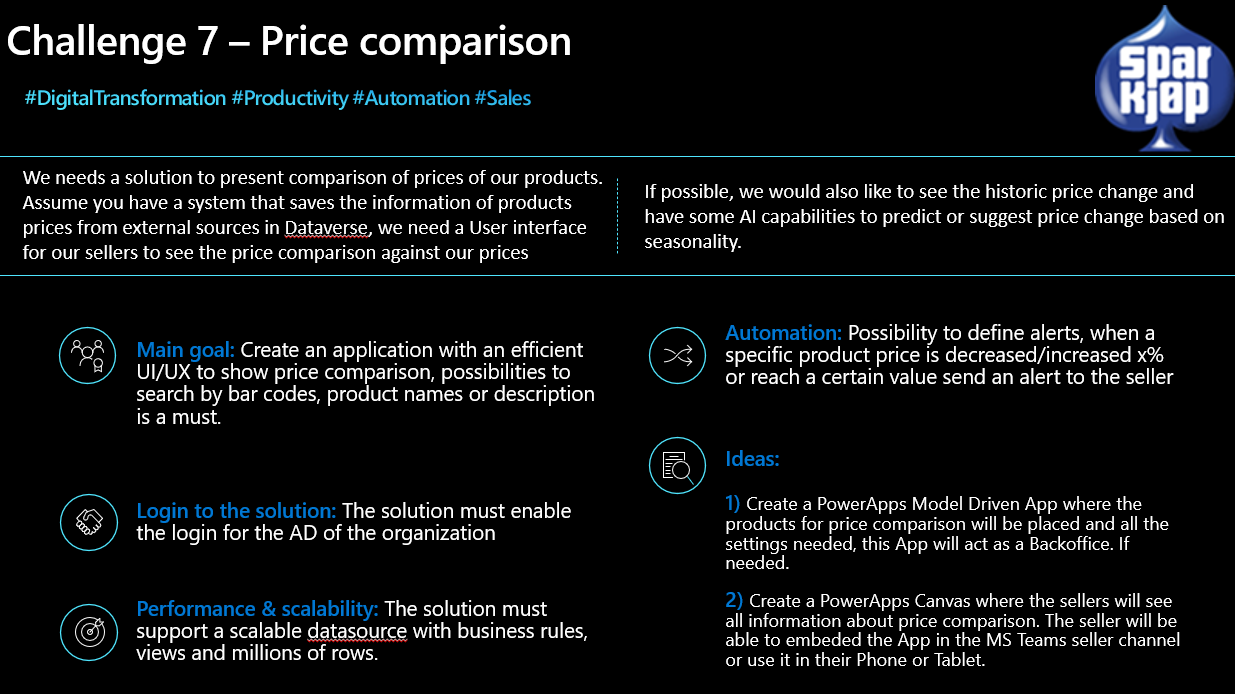 Challenge 7 – Price comparison
spar
kjøp
#DigitalTransformation #Productivity #Automation #Sales
We needs a solution to present comparison of prices of our products.
Assume you have a system that saves the information of products
prices from external sources in Dataverse, we need a User interface
for our sellers to see the price comparison against our prices
If possible, we would also like to see the historic price change and
have some AI capabilities to predict or suggest price change based on
seasonality.
Main goal: Create an application with an efficient
UI/UX to show price comparison, possibilities to
search by bar codes, product names or description
is a must.
Login to the solution: The solution must enable
the login for the AD of the organization
Performance & scalability: The solution must
support a scalable datasource with business rules,
views and millions of rows.
Automation: Possibility to define alerts, when a
specific product price is decreased/increased x%
or reach a certain value send an alert to the seller
Ideas:
1) Create a PowerApps Model Driven App where the
products for price comparison will be placed and all the
settings needed, this App will act as a Backoffice. If
needed.
2) Create a PowerApps Canvas where the sellers will see
all information about price comparison. The seller will be
able to embeded the App in the MS Teams seller channel
or use it in their Phone or Tablet.